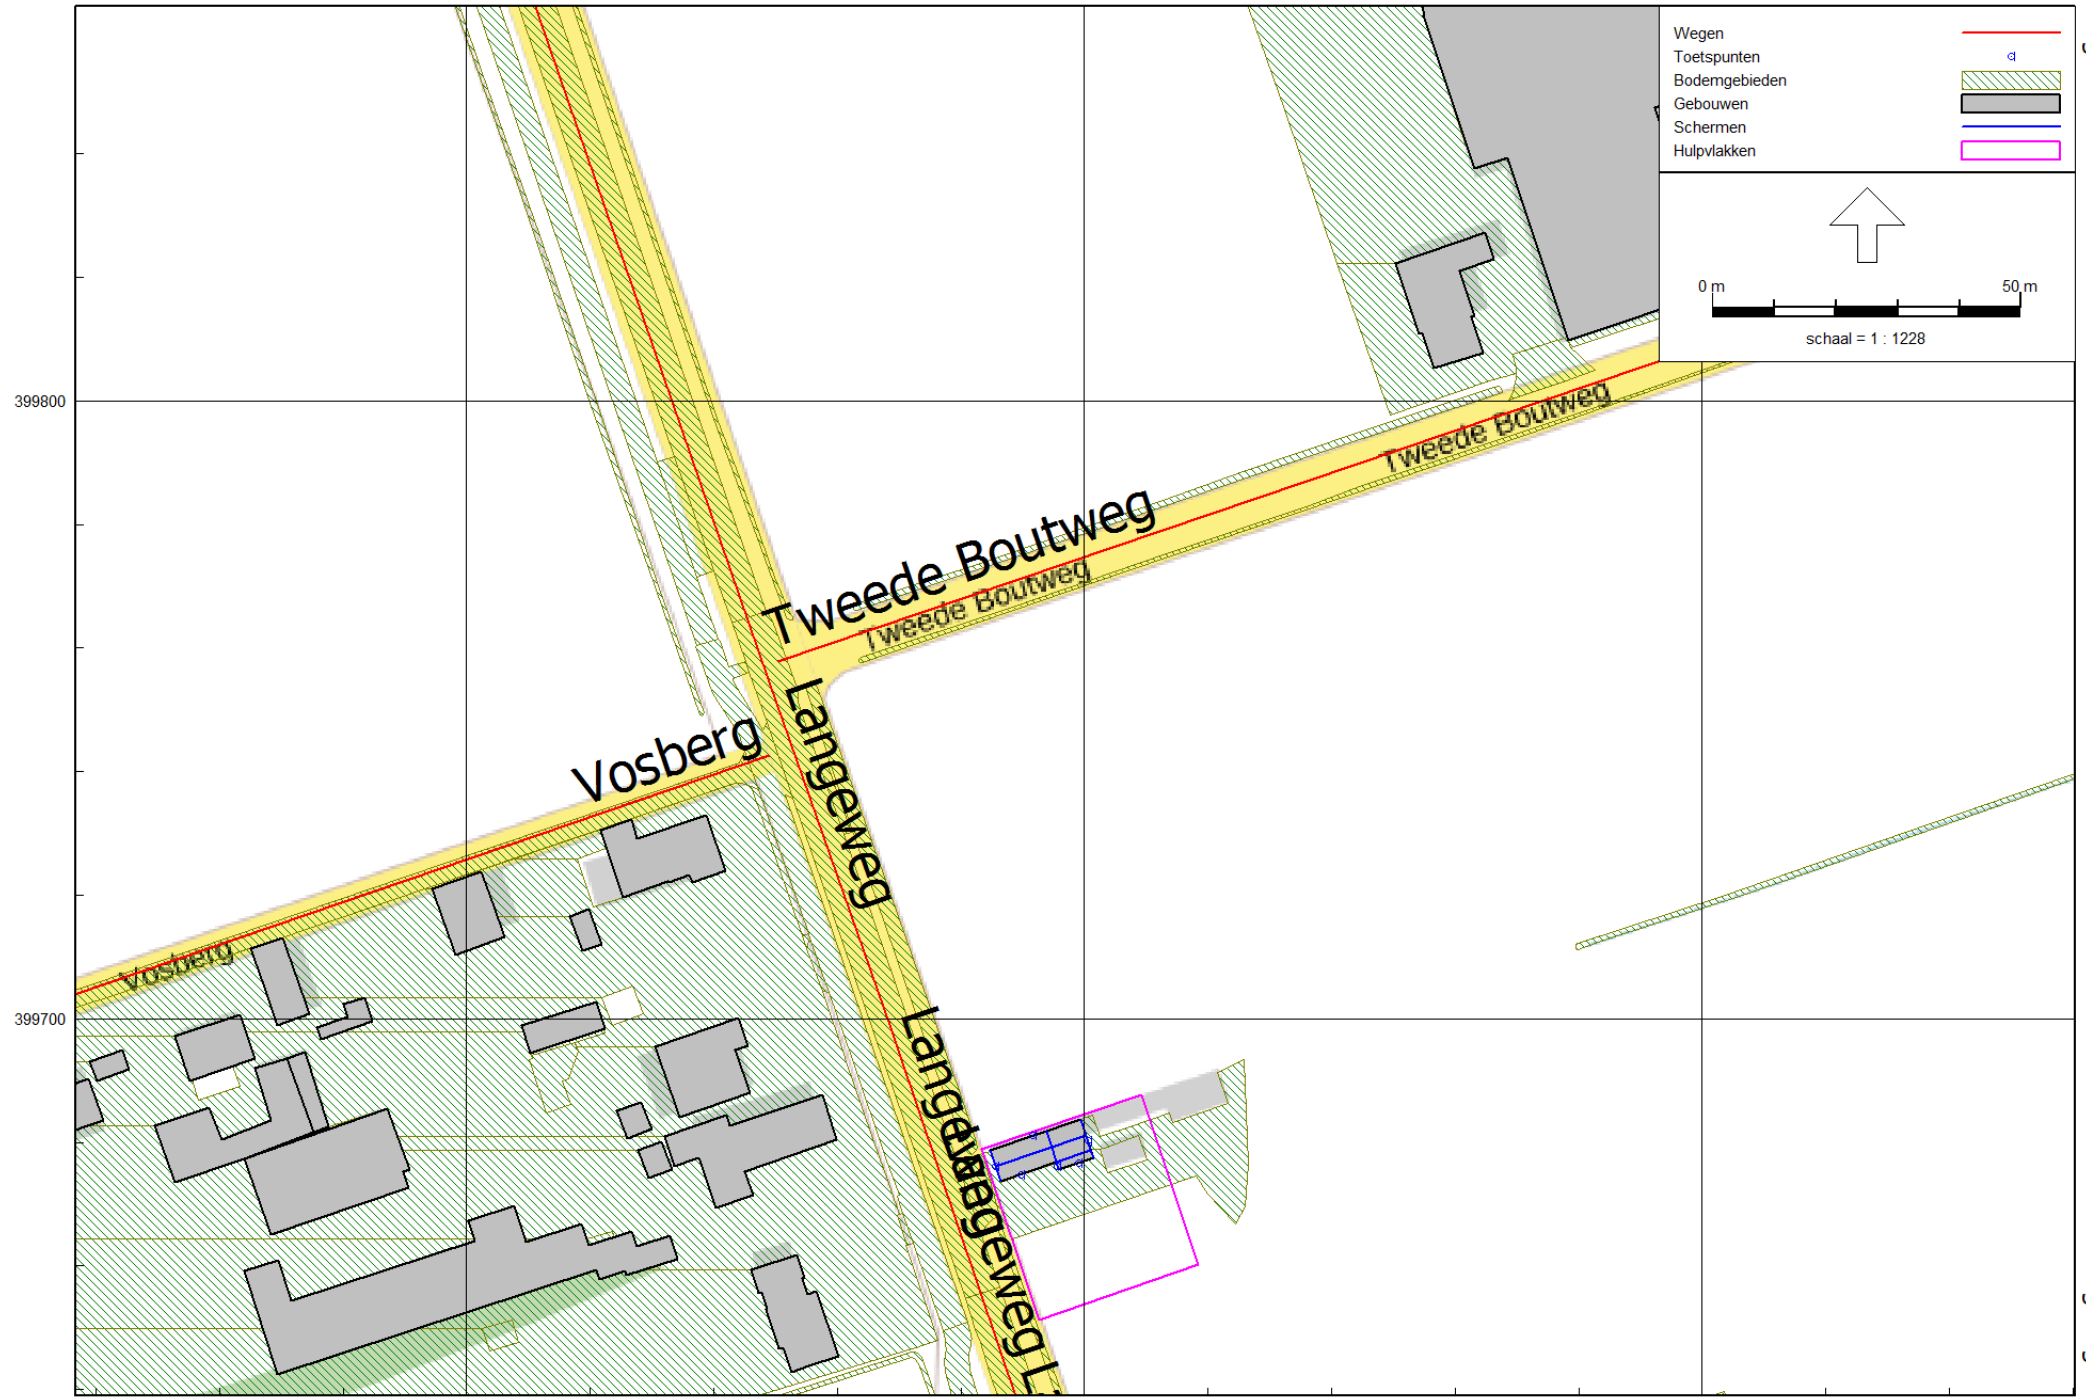 Wegen
Toetspunten
Bodemgebieden
Gebouwen
Schermen
Hulpvlakken
0 m 50 m
schaal = 1 : 1228
399800
Tweede Boutweg
Tweede Boutweg
Tweede Boutweg
Langeweg
Vosberg
Vosberg
399700
Langeweg
Langeweg